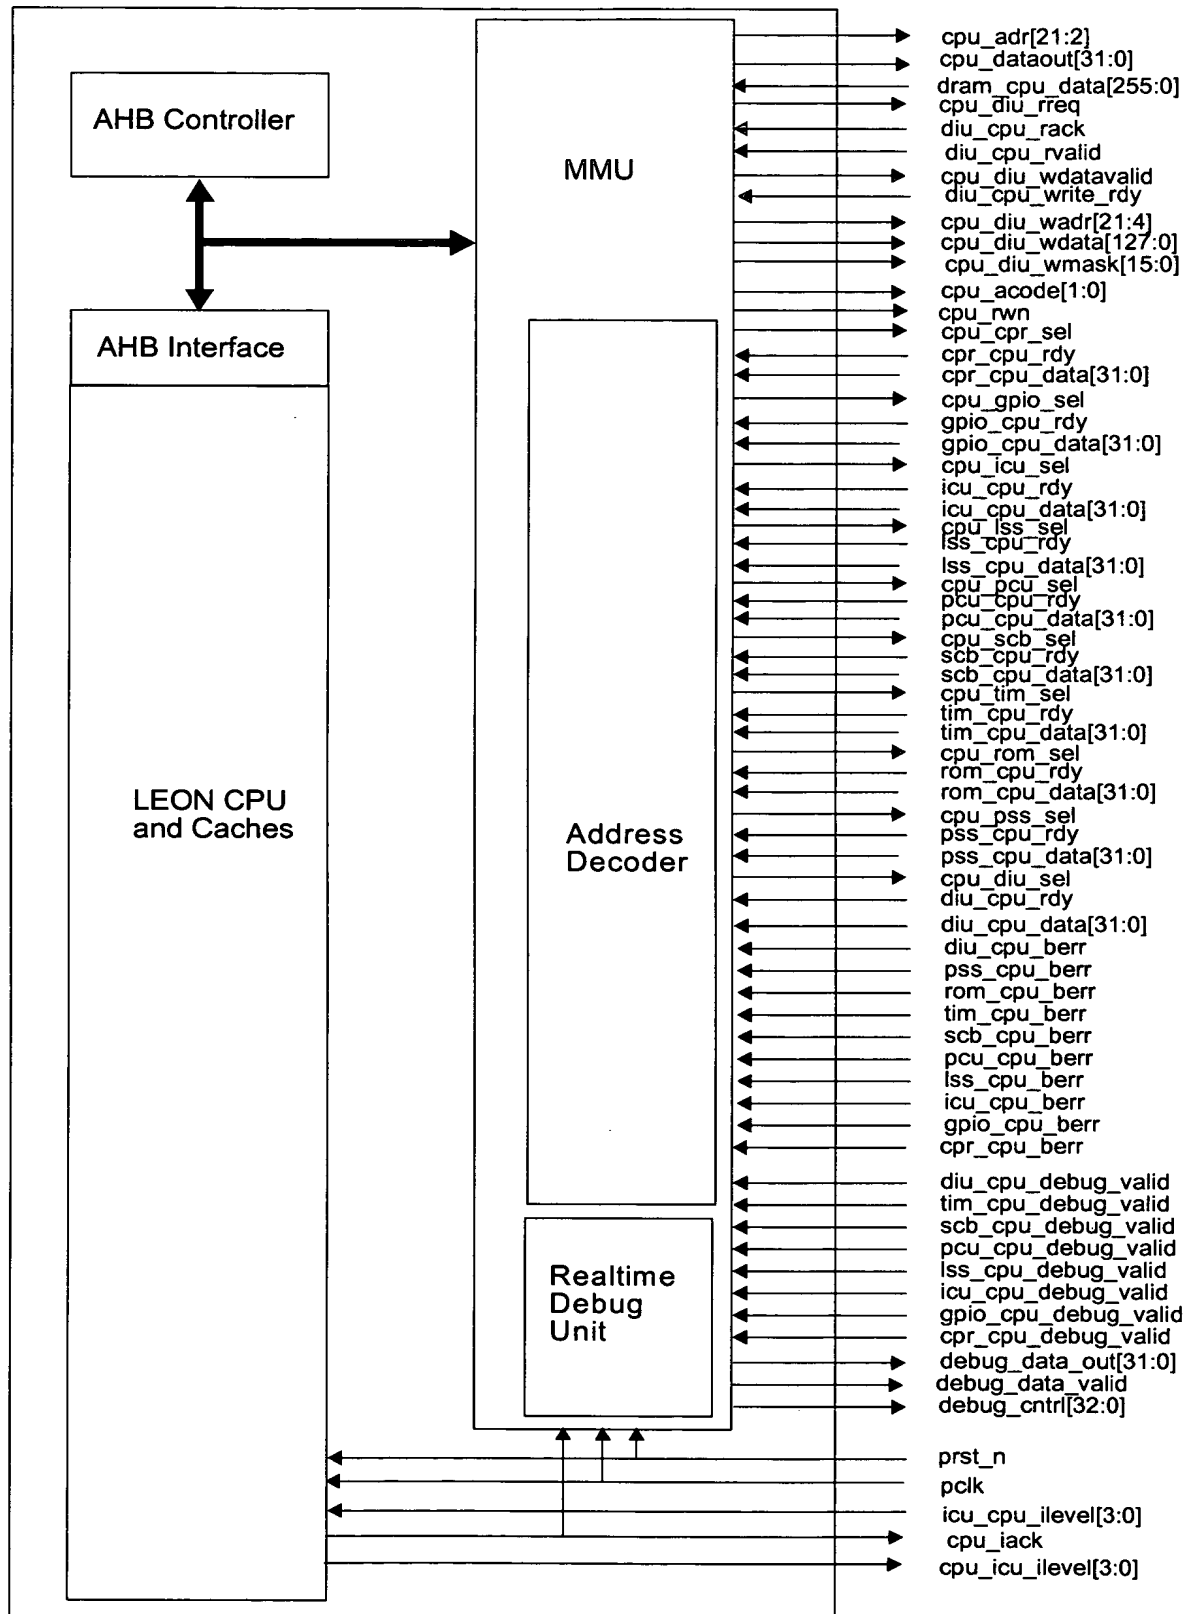 AHB Controller
MMU
AHB Interface
LEON CPU
and Caches
Address
Decoder
Realtime
Debug
Unit
cpu_adr[21:2]
cpu_dataout[31:0]
dram_cpu_data[255:0]
cpu_diu_rreq
diu_cpu_rack
diu_cpu_rvalid
cpu_diu_wdatavalid
diu_cpu_write_rdy
cpu_diu_wadr[21:4]
cpu_diu_wdata[127:0]
cpu_diu_wmask[15:0]
cpu_acode[1:0]
cpu_rwn
cpu_cpr_sel
cpr_cpu_rdy
cpr_cpu_data[31:0]
cpu_gpio_sel
gpio_cpu_rdy
gpio_cpu_data[31:0]
cpu_icu_sel
icu_cpu_rdy
icu_cpu_data[31:0]
cpu_lss_sel
lss_cpu_rdy
lss_cpu_data[31:0]
cpu_pcu_sel
pcu_cpu_rdy
pcu_cpu_data[31:0]
cpu_scb_sel
scb_cpu_rdy
scb_cpu_data[31:0]
cpu_tim_sel
tim_cpu_rdy
tim_cpu_data[31:0]
cpu_rom_sel
rom_cpu_rdy
rom_cpu_data[31:0]
cpu_pss_sel
pss_cpu_rdy
pss_cpu_data[31:0]
cpu_diu_sel
diu_cpu_rdy
diu_cpu_data[31:0]
diu_cpu_berr
pss_cpu_berr
rom_cpu_berr
tim_cpu_berr
scb_cpu_berr
pcu_cpu_berr
lss_cpu_berr
icu_cpu_berr
gpio_cpu_berr
cpr_cpu_berr
diu_cpu_debug_valid
tim_cpu_debug_valid
scb_cpu_debug_valid
pcu_cpu_debug_valid
lss_cpu_debug_valid
icu_cpu_debug_valid
gpio_cpu_debug_valid
cpr_cpu_debug_valid
debug_data_out[31:0]
debug_data_valid
debug_cntrl[32:0]
prst_n
pclk
icu_cpu_ilevel[3:0]
cpu_iack
cpu_icu_ilevel[3:0]